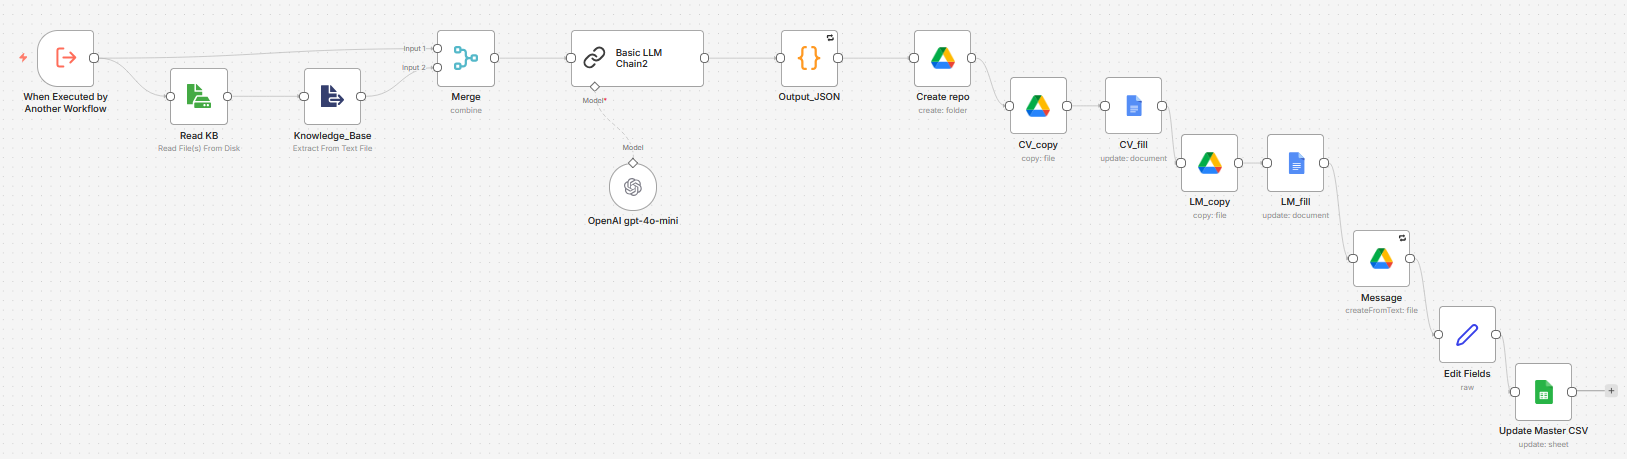 When Executed by
Another Workflow
Read KB
Read File(s) From Disk
Knowledge_Base
Extract From Text File
Input 1
Input 2
Merge
combine
Basic LLM
Chain2
Model*
Model
OpenAI gpt-4o-mini
Output_JSON
Create repo
create: folder
CV_copy
copy: file
CV_fill
update: document
LM_copy
copy: file
LM_fill
update: document
Message
createFromText: file
Edit Fields
raw
Update Master CSV
update: sheet